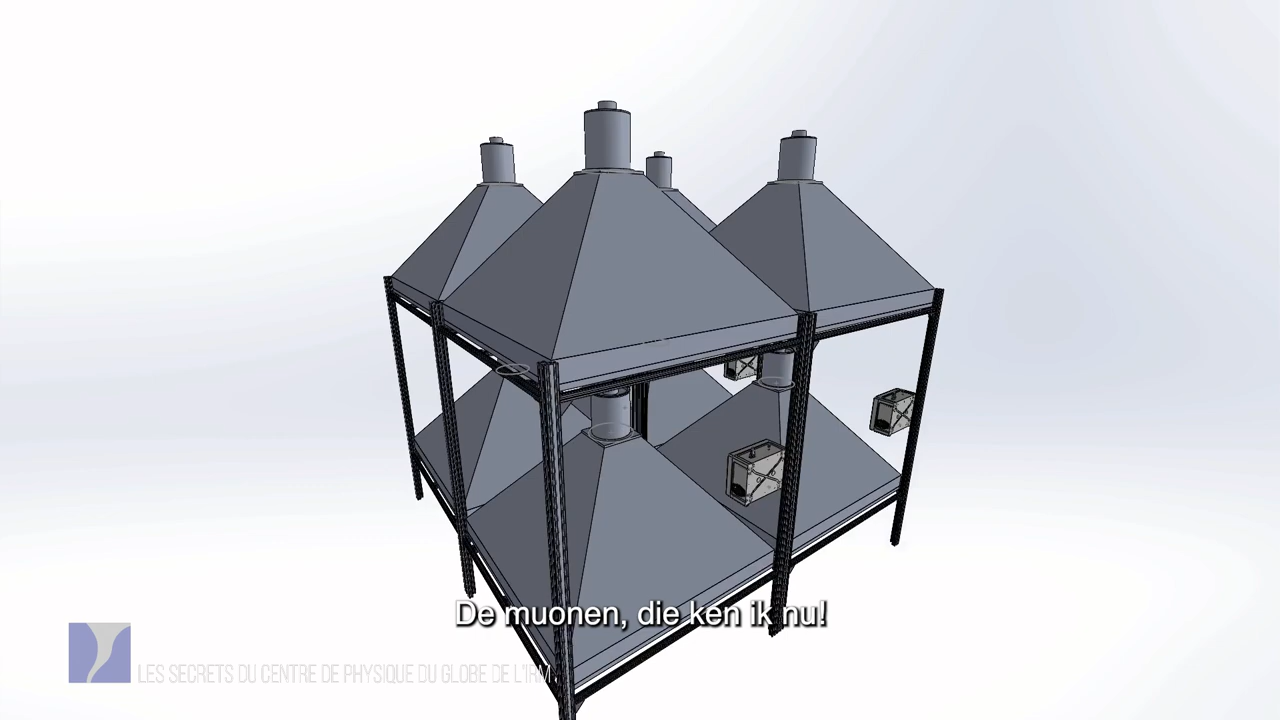 De muonen, die ken ik nu!
LES SECRETS DU CENTRE DE PHYSIQUE DU GLOBE DE L'IRM